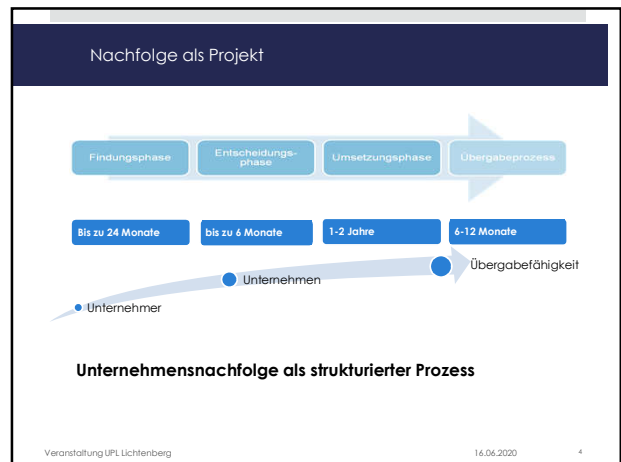 Nachfolge als Projekt
Findungsphase
Entscheidungs-
phase
Umsetzungsphase
Übergabeprozess
Bis zu 24 Monate
bis zu 6 Monate
1-2 Jahre
6-12 Monate
Übergabefähigkeit
Unternehmen
Unternehmer
Unternehmensnachfolge als strukturierter Prozess
Veranstaltung UPL Lichtenberg
16.06.2020
4